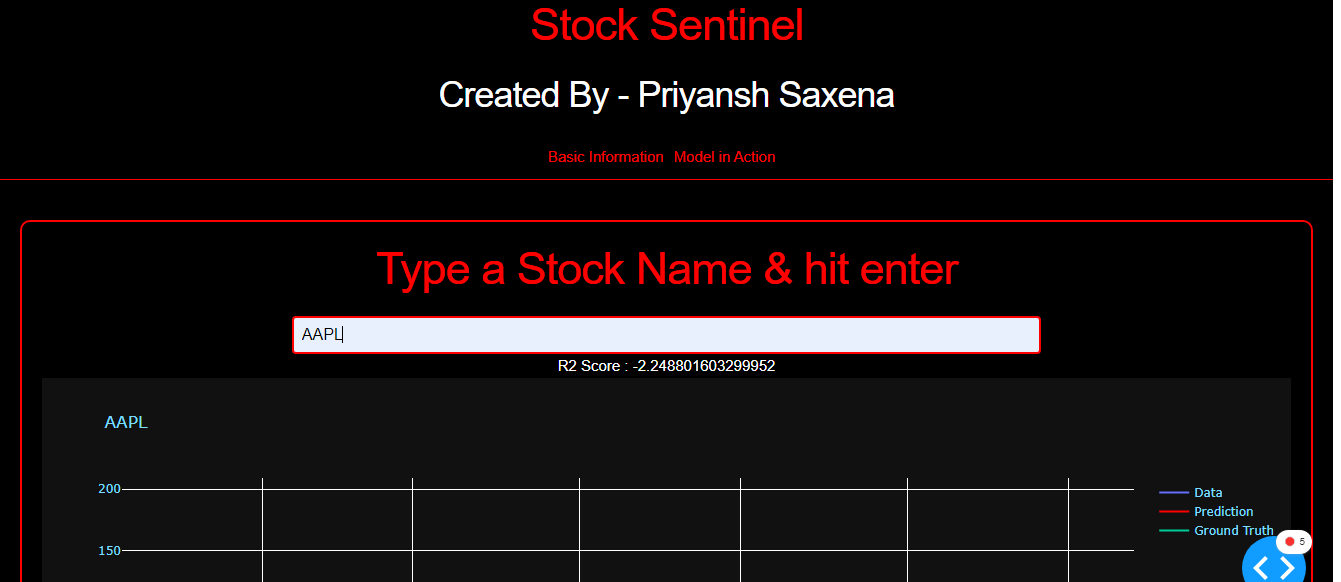 Stock Sentinel
Created By - Priyansh Saxena
Basic Information Model in Action
Type a Stock Name & hit enter
AAPL
R2 Score : -2.248801603299952
AAPL
200
150
Data
Prediction
Ground Truth
5